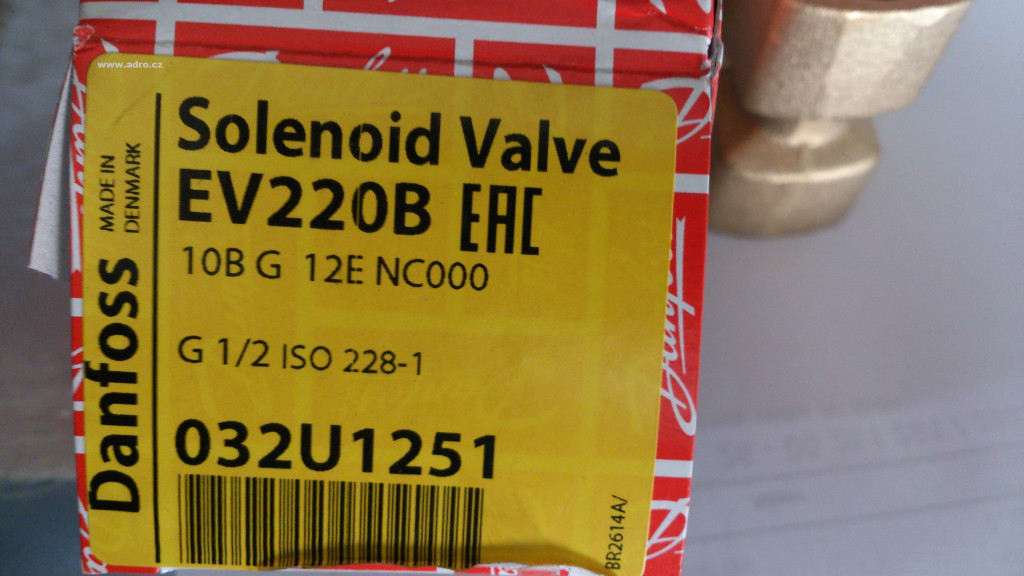 www.adro.cz
MADE IN
DENMARK
Danfoss
Solenoid Valve
EV220B EAC
10B G 12E NC000
G 1/2 ISO 228-1
032U1251
BR2614A/
Danfoss